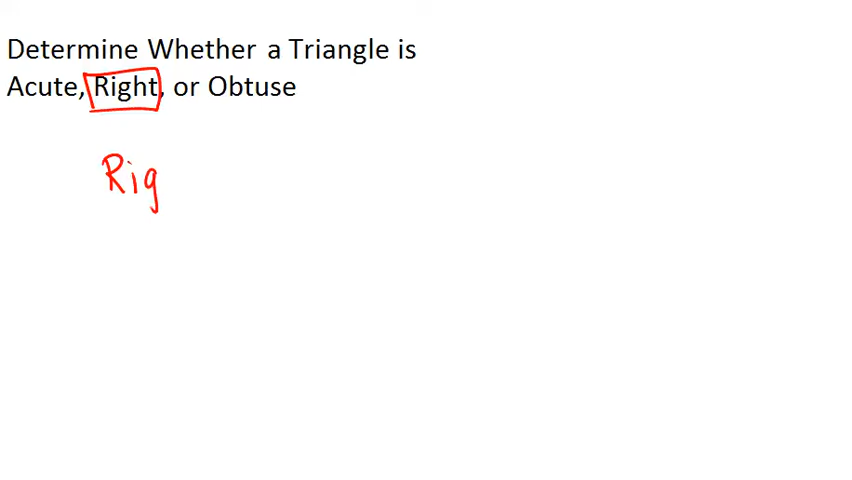 Determine Whether a Triangle is
Acute, Right, or Obtuse
Rig